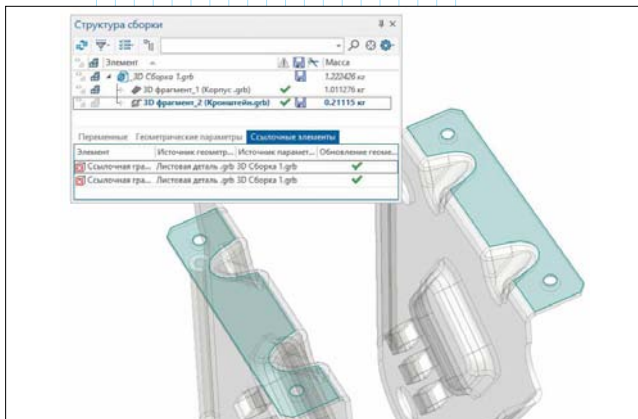 Структура сборки
Элемент Масса
3D Сборка 1.grb 1.222426 кг
3D фрагмент_1 (Корпус .grb) 1.011276 кг
3D фрагмент_2 (Кронштейн.grb) 0.21115 кг
Переменные Геометрические параметры Ссылочные элементы
Элемент Источник геометр... Источник парамет... Обновление геоме...
Ссылочная гра... Листовая деталь .grb 3D Сборка 1.grb
Ссылочная гра... Листовая деталь .grb 3D Сборка 1.grb